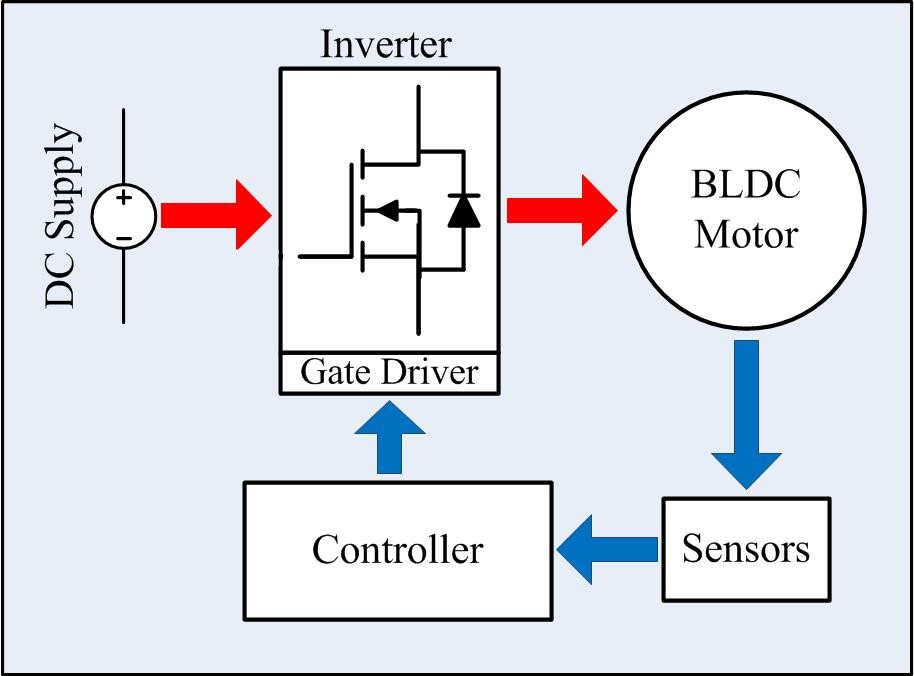 Inverter
DC Supply
+
−
BLDC
Motor
Gate Driver
Controller
Sensors